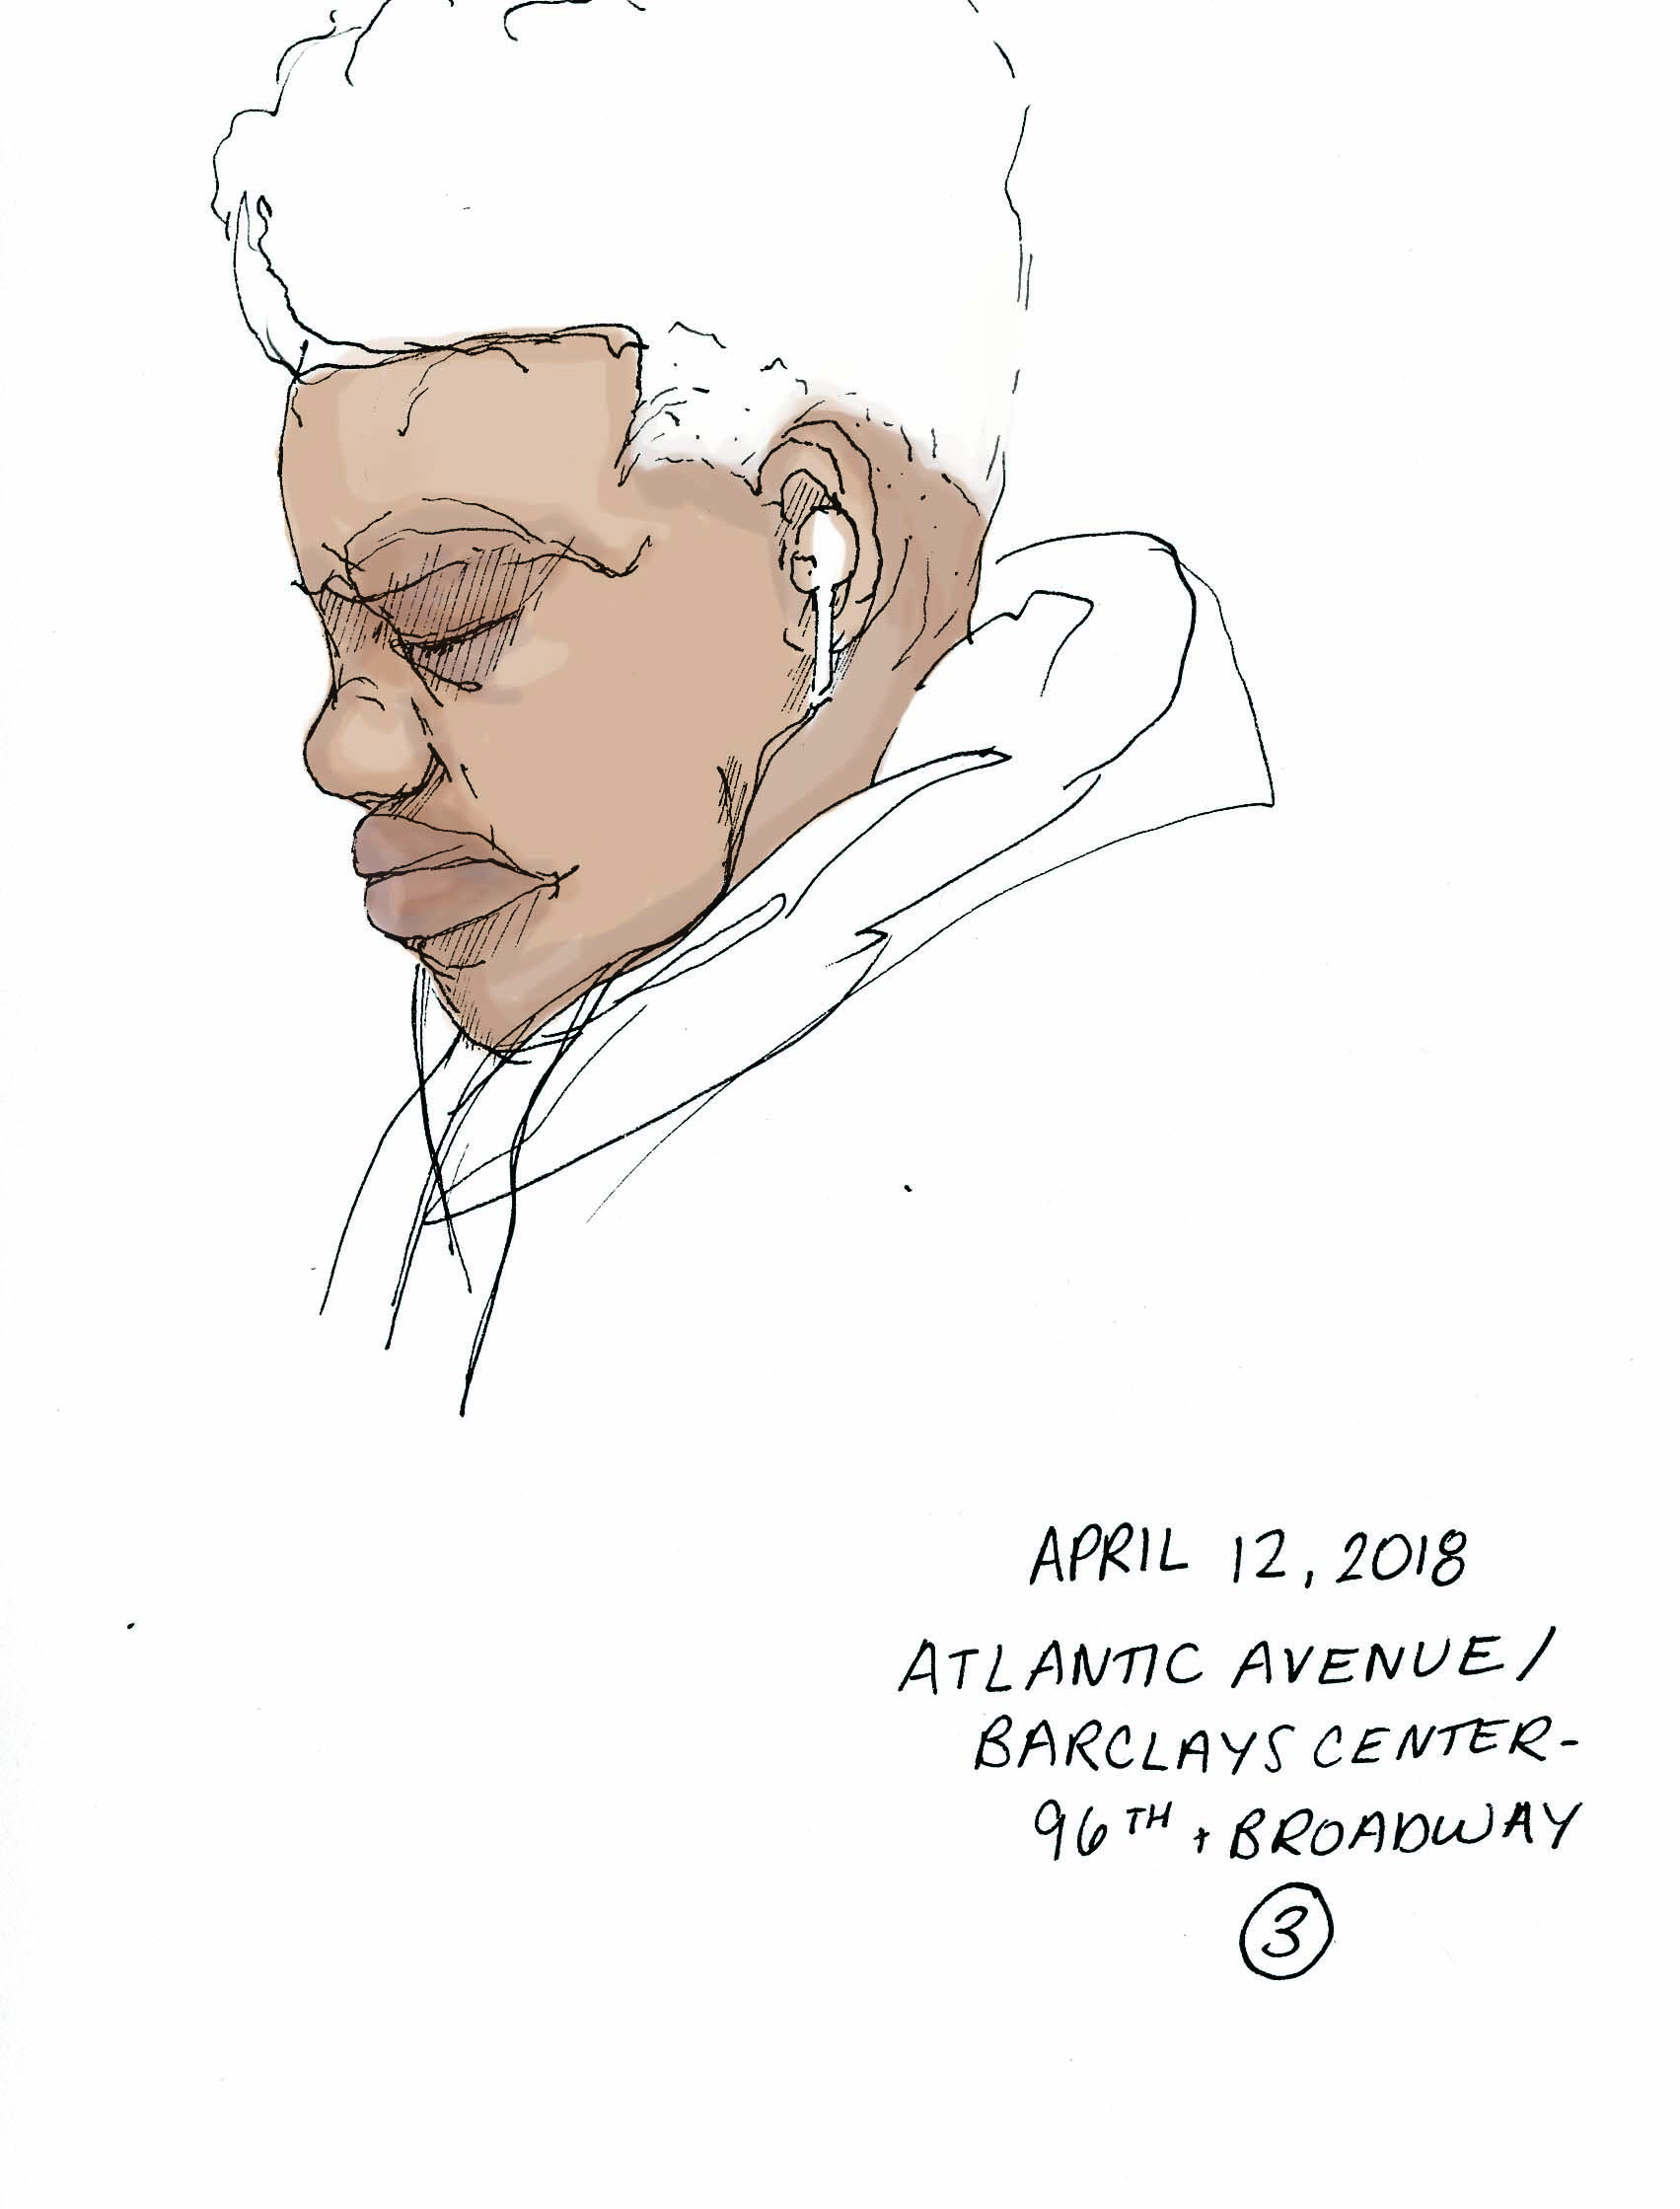 APRIL 12, 2018
ATLANTIC AVENUE/
BARCLAYS CENTER-
96TH + BROADWAY
3